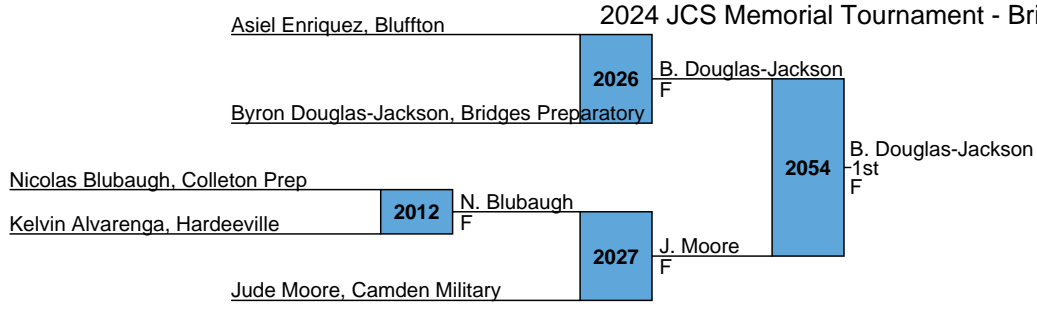 2024 JCS Memorial Tournament - Bri
Asiel Enriquez, Bluffton
2026
B. Douglas-Jackson
F
Byron Douglas-Jackson, Bridges Preparatory
2054
B. Douglas-Jackson
1st
F
Nicolas Blubaugh, Colleton Prep
2012
N. Blubaugh
F
Kelvin Alvarenga, Hardeeville
2027
J. Moore
F
Jude Moore, Camden Military